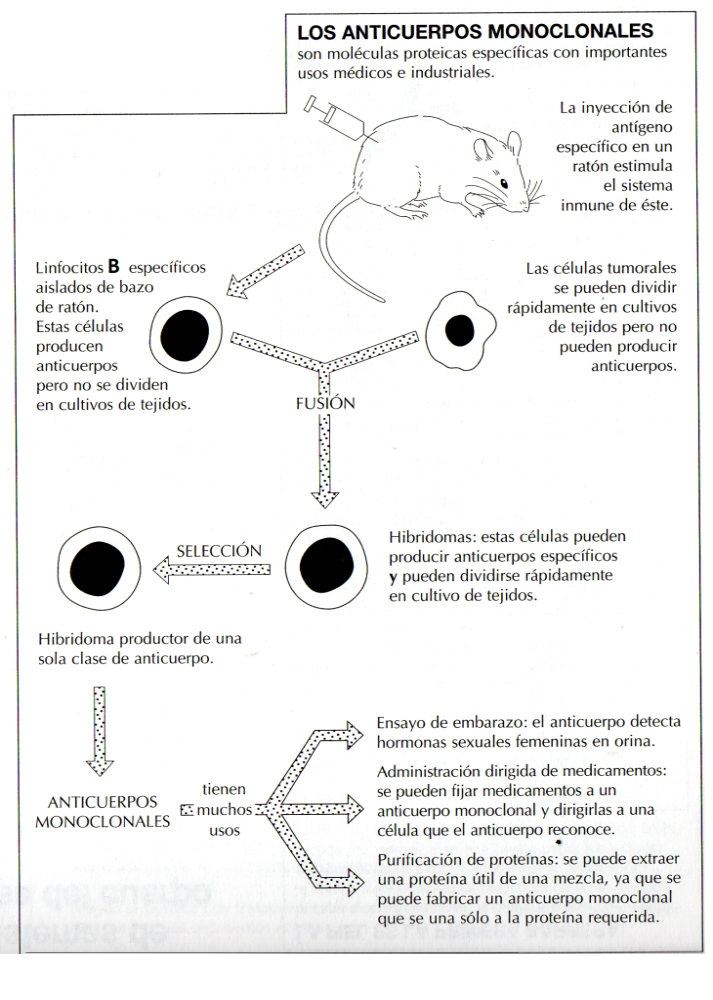 LOS ANTICUERPOS MONOCLONALES
son moléculas proteicas específicas con importantes
usos médicos e industriales.
La inyección de
antígeno
específico en un
ratón estimula
el sistema
inmune de éste.
Linfocitos B específicos
aislados de bazo
de ratón.
Estas células
producen
anticuerpos
pero no se dividen
en cultivos de tejidos.
Las células tumorales
se pueden dividir
rápidamente en cultivos
de tejidos pero no
pueden producir
anticuerpos.
FUSIÓN
SELECCIÓN
Hibridomas: estas células pueden
producir anticuerpos específicos
y pueden dividirse rápidamente
en cultivo de tejidos.
Hibridoma productor de una
sola clase de anticuerpo.
ANTICUERPOS
MONOCLONALES
tienen
muchos
usos
Ensayo de embarazo: el anticuerpo detecta
hormonas sexuales femeninas en orina.
Administración dirigida de medicamentos:
se pueden fijar medicamentos a un
anticuerpo monoclonal y dirigirlas a una
célula que el anticuerpo reconoce.
Purificación de proteínas: se puede extraer
una proteína útil de una mezcla, ya que se
puede fabricar un anticuerpo monoclonal
que se una sólo a la proteína requerida.